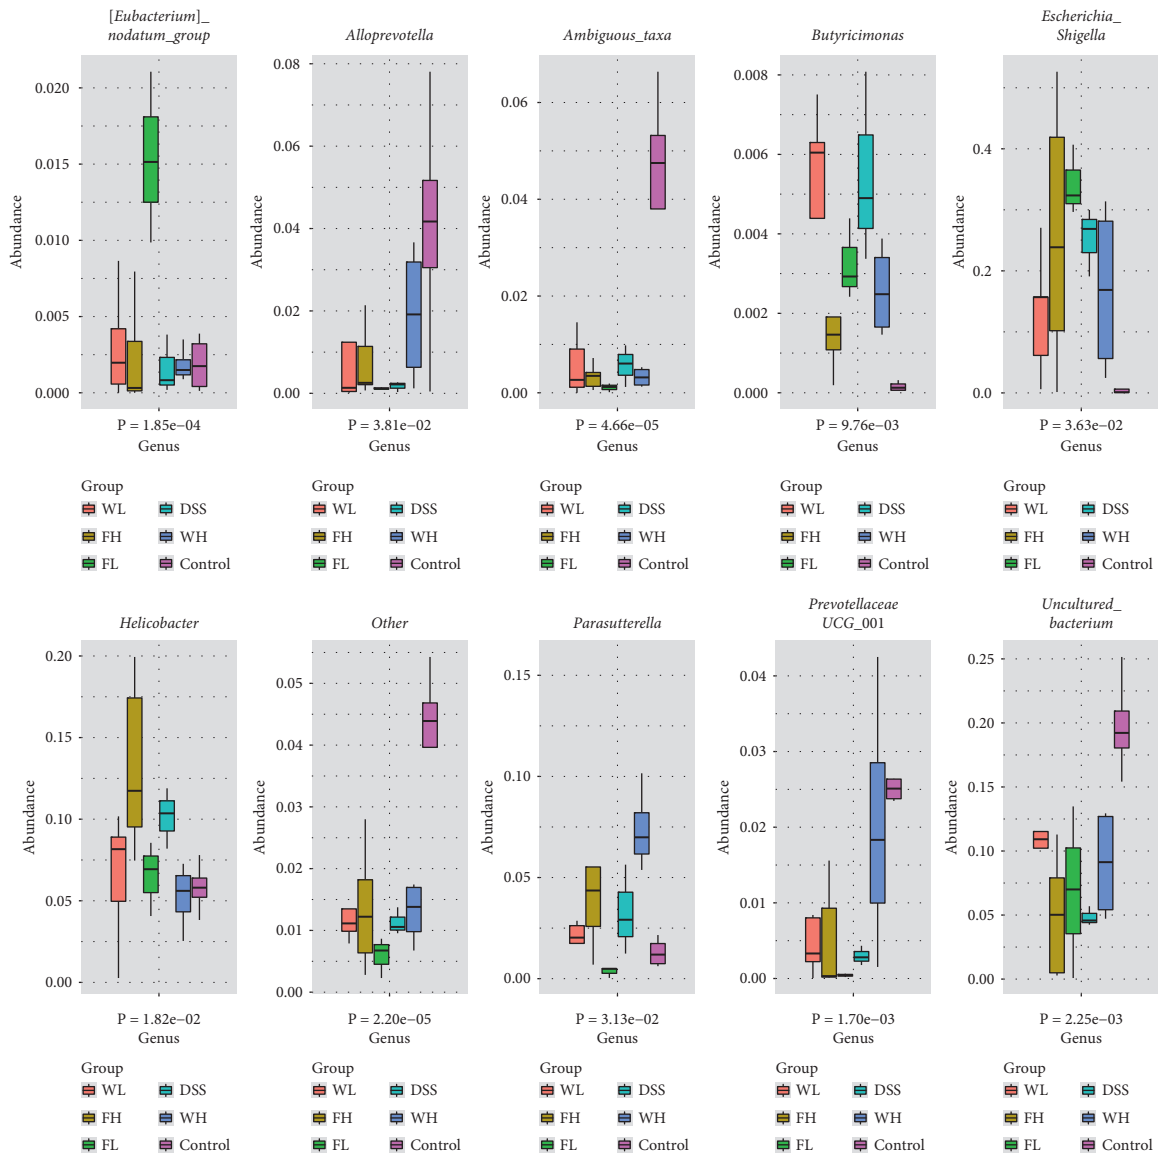 [Eubacterium]_
nodatum_group
Abundance
0.020
0.015
0.010
0.005
0.000
P = 1.85e−04
Genus
Group
WL DSS
FH WH
FL Control
Alloprevotella
Abundance
0.08
0.06
0.04
0.02
0.00
P = 3.81e−02
Genus
Group
WL DSS
FH WH
FL Control
Ambiguous_taxa
Abundance
0.06
0.04
0.02
0.00
P = 4.66e−05
Genus
Group
WL DSS
FH WH
FL Control
Butyricimonas
Abundance
0.008
0.006
0.004
0.002
0.000
P = 9.76e−03
Genus
Group
WL DSS
FH WH
FL Control
Escherichia_
Shigella
Abundance
0.4
0.2
0.0
P = 3.63e−02
Genus
Group
WL DSS
FH WH
FL Control
Helicobacter
Abundance
0.20
0.15
0.10
0.05
0.00
P = 1.82e−02
Genus
Group
WL DSS
FH WH
FL Control
Other
Abundance
0.05
0.04
0.03
0.02
0.01
0.00
P = 2.20e−05
Genus
Group
WL DSS
FH WH
FL Control
Parasutterella
Abundance
0.15
0.10
0.05
0.00
P = 3.13e−02
Genus
Group
WL DSS
FH WH
FL Control
Prevotellaceae
UCG_001
Abundance
0.04
0.03
0.02
0.01
0.00
P = 1.70e−03
Genus
Group
WL DSS
FH WH
FL Control
Uncultured_
bacterium
Abundance
0.25
0.20
0.15
0.10
0.05
0.00
P = 2.25e−03
Genus
Group
WL DSS
FH WH
FL Control